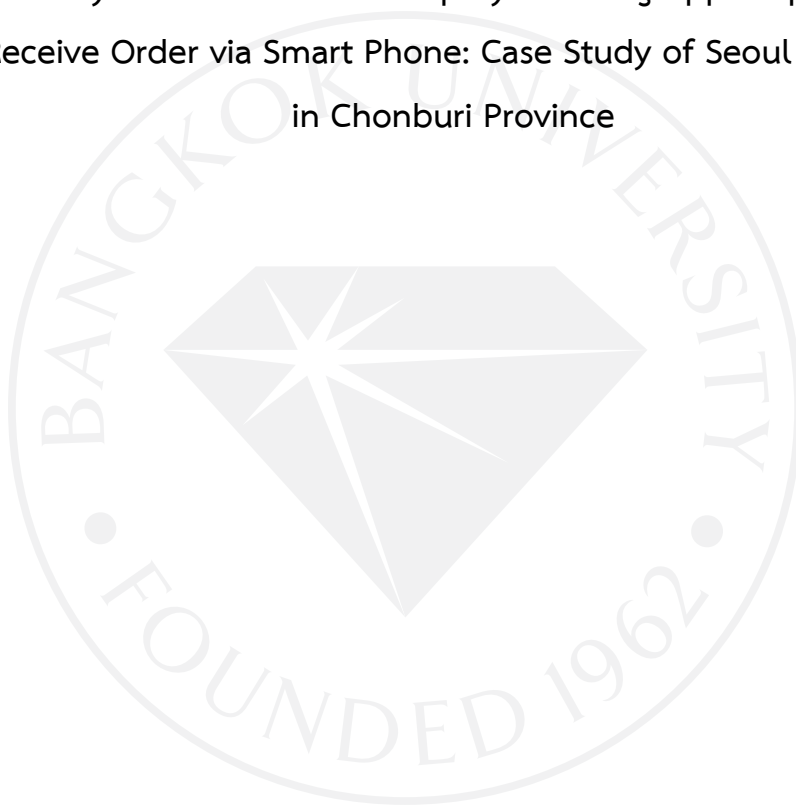 eceive Order via Smart Phone: Case Study of Seoul
in Chonburi Province
BANGKOK UNIVERSITY
FOUNDED 1962